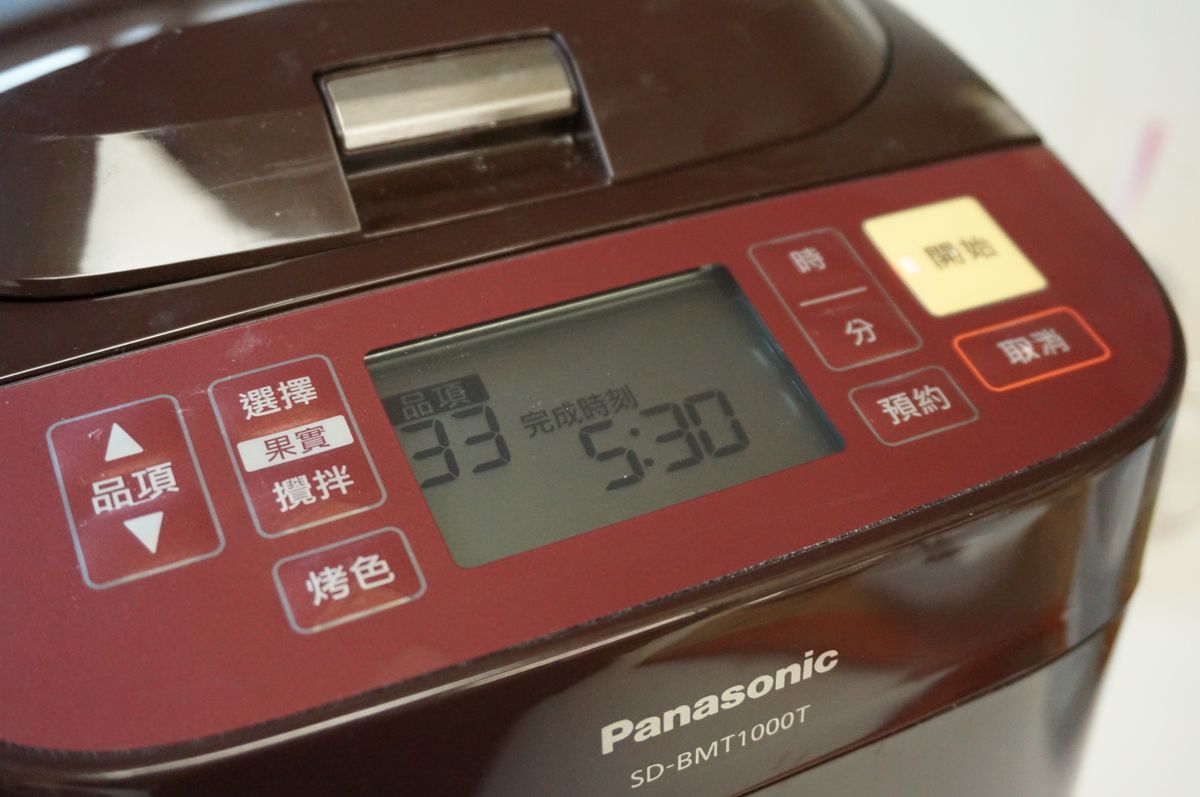 ▲
品項
▼
選擇
果實
攪拌
烤色
品項
33
完成時刻
5:30
時
分
預約
開始
取消
Panasonic
SD-BMT1000T